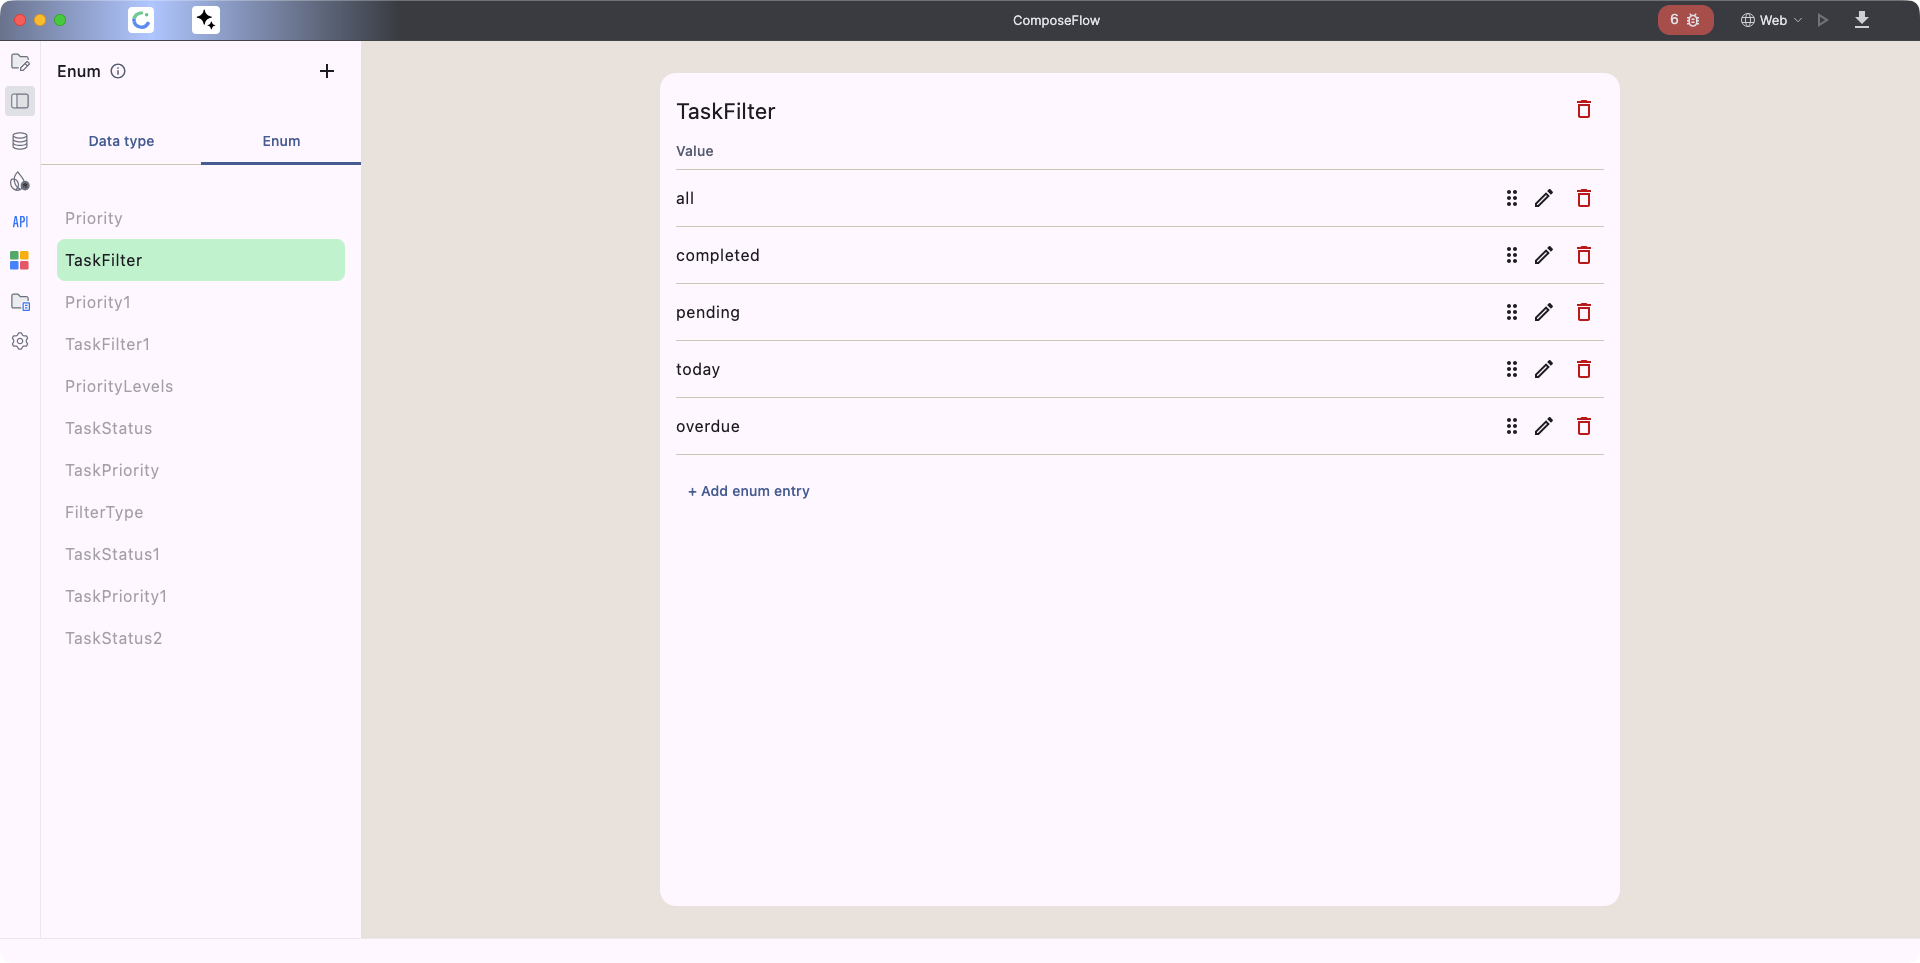 ComposeFlow
6
Web
Enum
Data type
Enum
API
Priority
TaskFilter
Priority1
TaskFilter1
PriorityLevels
TaskStatus
TaskPriority
FilterType
TaskStatus1
TaskPriority1
TaskStatus2
TaskFilter
Value
all
completed
pending
today
overdue
+ Add enum entry